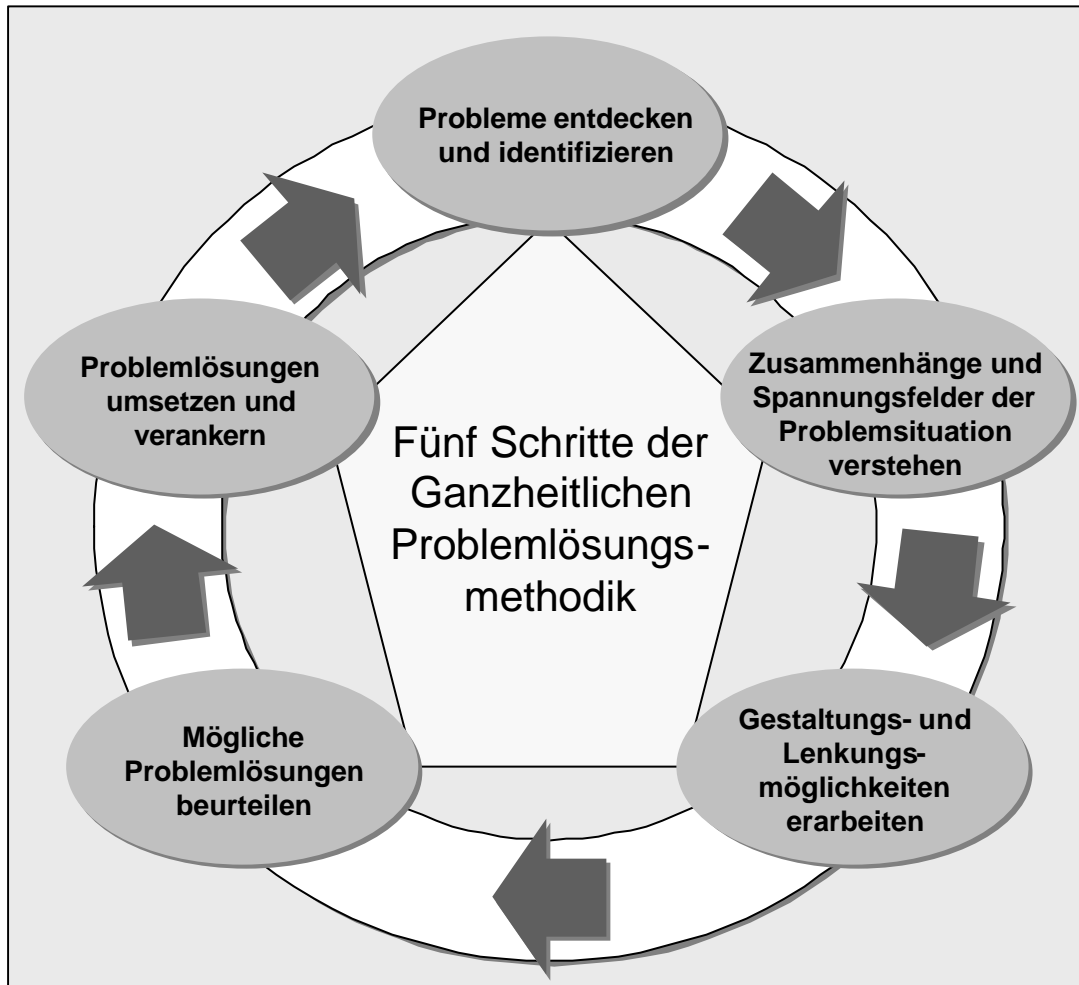 Probleme entdecken
und identifizieren
Zusammenhänge und
Spannungsfelder der
Problemsituation
verstehen
Gestaltungs- und
Lenkungs-
möglichkeiten
erarbeiten
Mögliche
Problemlösungen
beurteilen
Problemlösungen
umsetzen und
verankern
Fünf Schritte der
Ganzheitlichen
Problemlösungs-
methodik